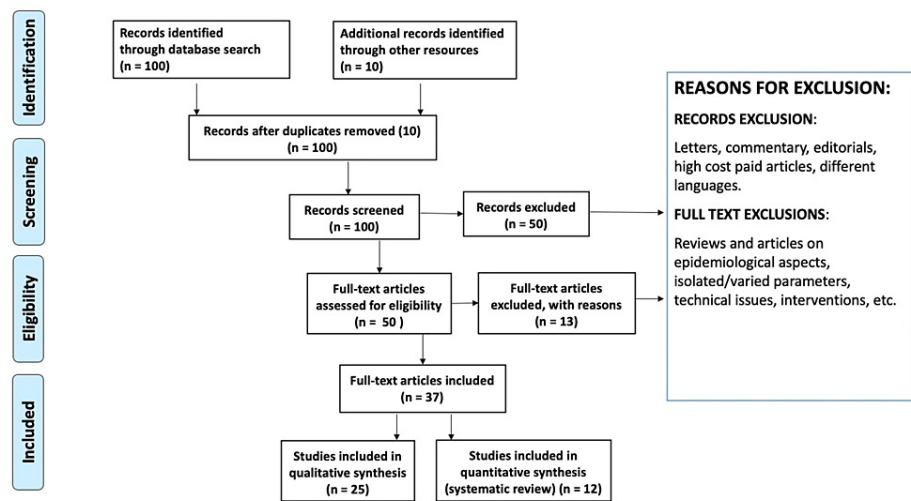 Identification
Records identified
through database search
(n = 100)
Additional records identified
through other resources
(n = 10)
Records after duplicates removed (10)
n = 100)
Screening
Records screened
(n = 100)
Records excluded
(n = 50)
REASONS FOR EXCLUSION:
RECORDS EXCLUSION:
Letters, commentary, editorials,
high cost paid articles, different
languages.
FULL TEXT EXCLUSIONS:
Reviews and articles on
epidemiological aspects,
isolated/varied parameters,
technical issues, interventions, etc.
Eligibility
Full-text articles
assessed for eligibility
(n = 50 )
Full-text articles
excluded, with reasons
(n = 13)
Included
Full-text articles included
(n = 37)
Studies included in
qualitative synthesis
(n = 25)
Studies included in
quantitative synthesis
(systematic review) (n = 12)